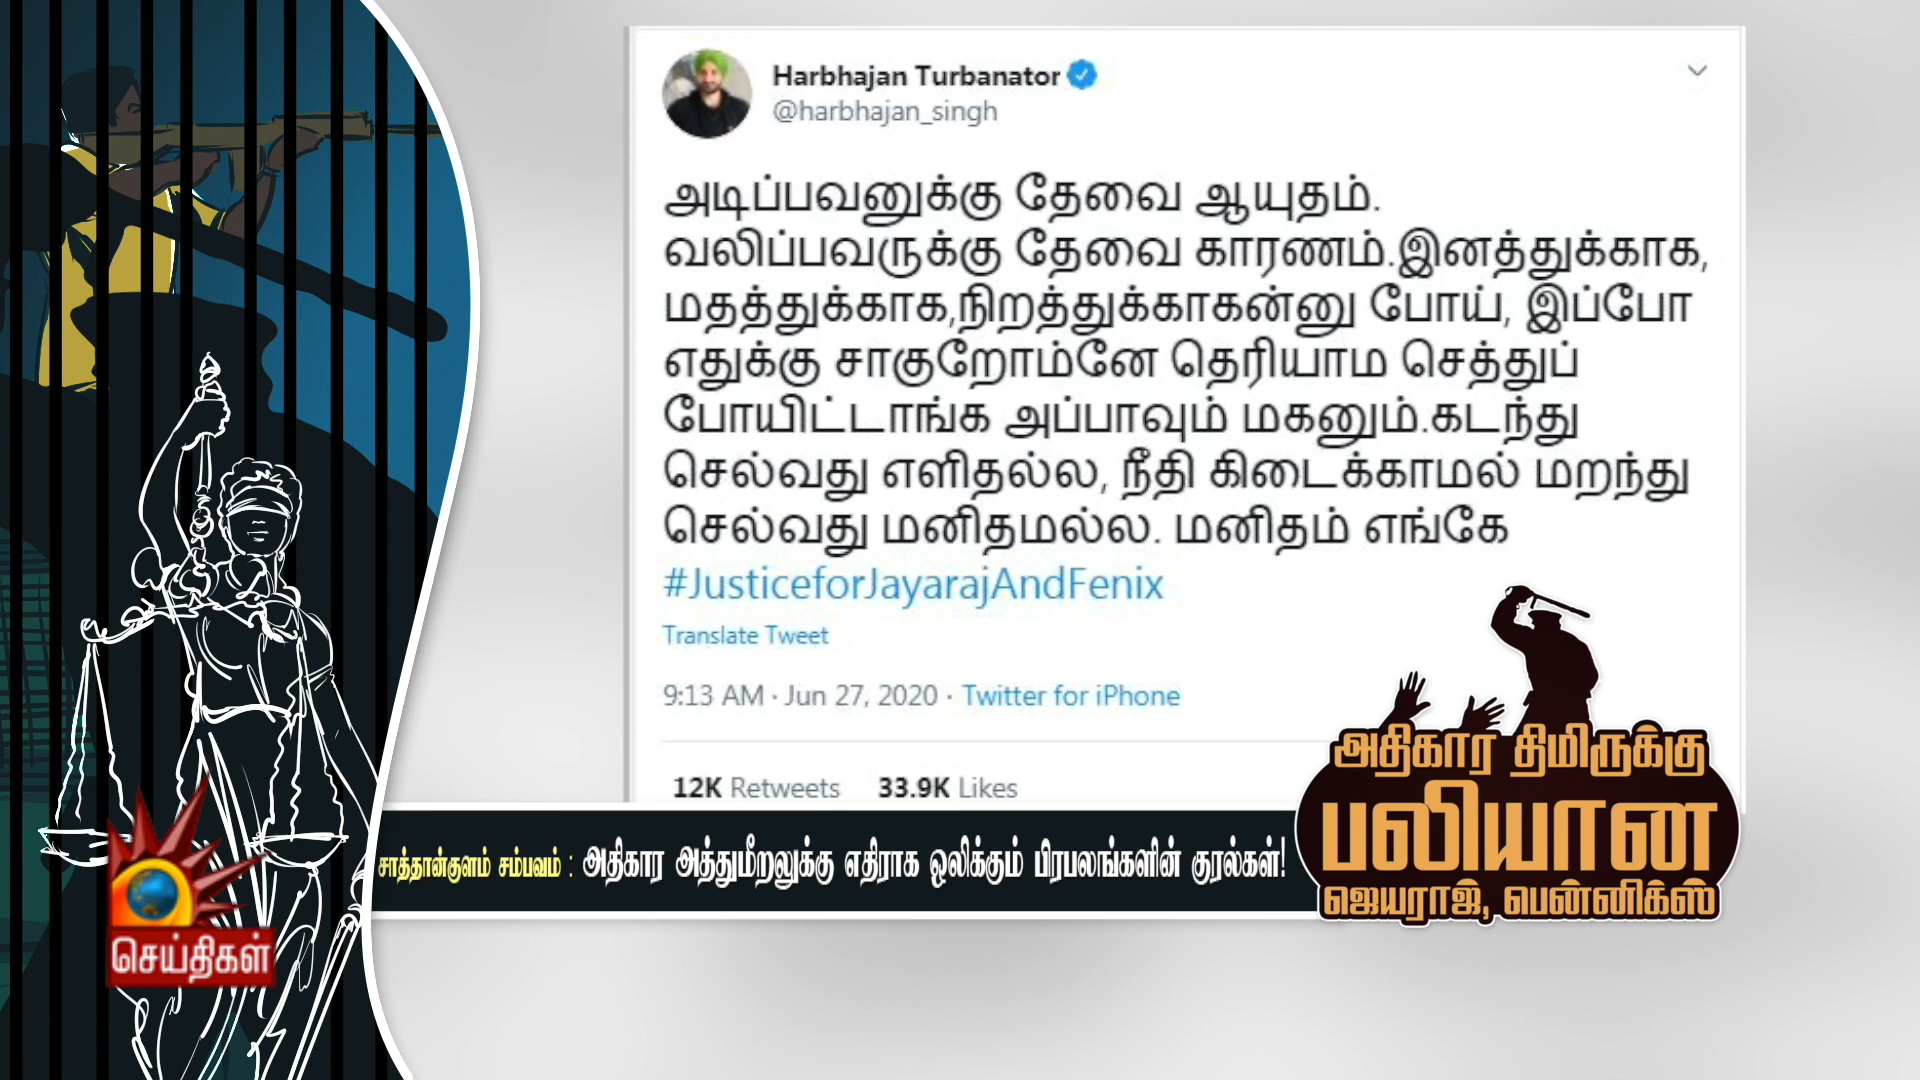 Harbhajan Turbanator
@harbhajan_singh
அடிப்பவனுக்கு தேவை ஆயுதம்.
வலிப்பவருக்கு தேவை காரணம்.இனத்துக்காக,
மதத்துக்காக,நிறத்துக்காகன்னு போய், இப்போ
எதுக்கு சாகுறோம்னே தெரியாம செத்துப்
போயிட்டாங்க அப்பாவும் மகனும்.கடந்து
செல்வது எளிதல்ல, நீதி கிடைக்காமல் மறந்து
செல்வது மனிதமல்ல. மனிதம் எங்கே
#JusticeforJayarajAndFenix
Translate Tweet
9:13 AM · Jun 27, 2020 · Twitter for iPhone
12K Retweets 33.9K Likes
அதிகார திமிருக்கு
பலியான
ஜெயராஜ், பென்னிக்ஸ்
சாத்தான்குளம் சம்பவம் : அதிகார அத்துமீறலுக்கு எதிராக ஒலிக்கும் பிரபலங்களின் குரல்கள்!
செய்திகள்